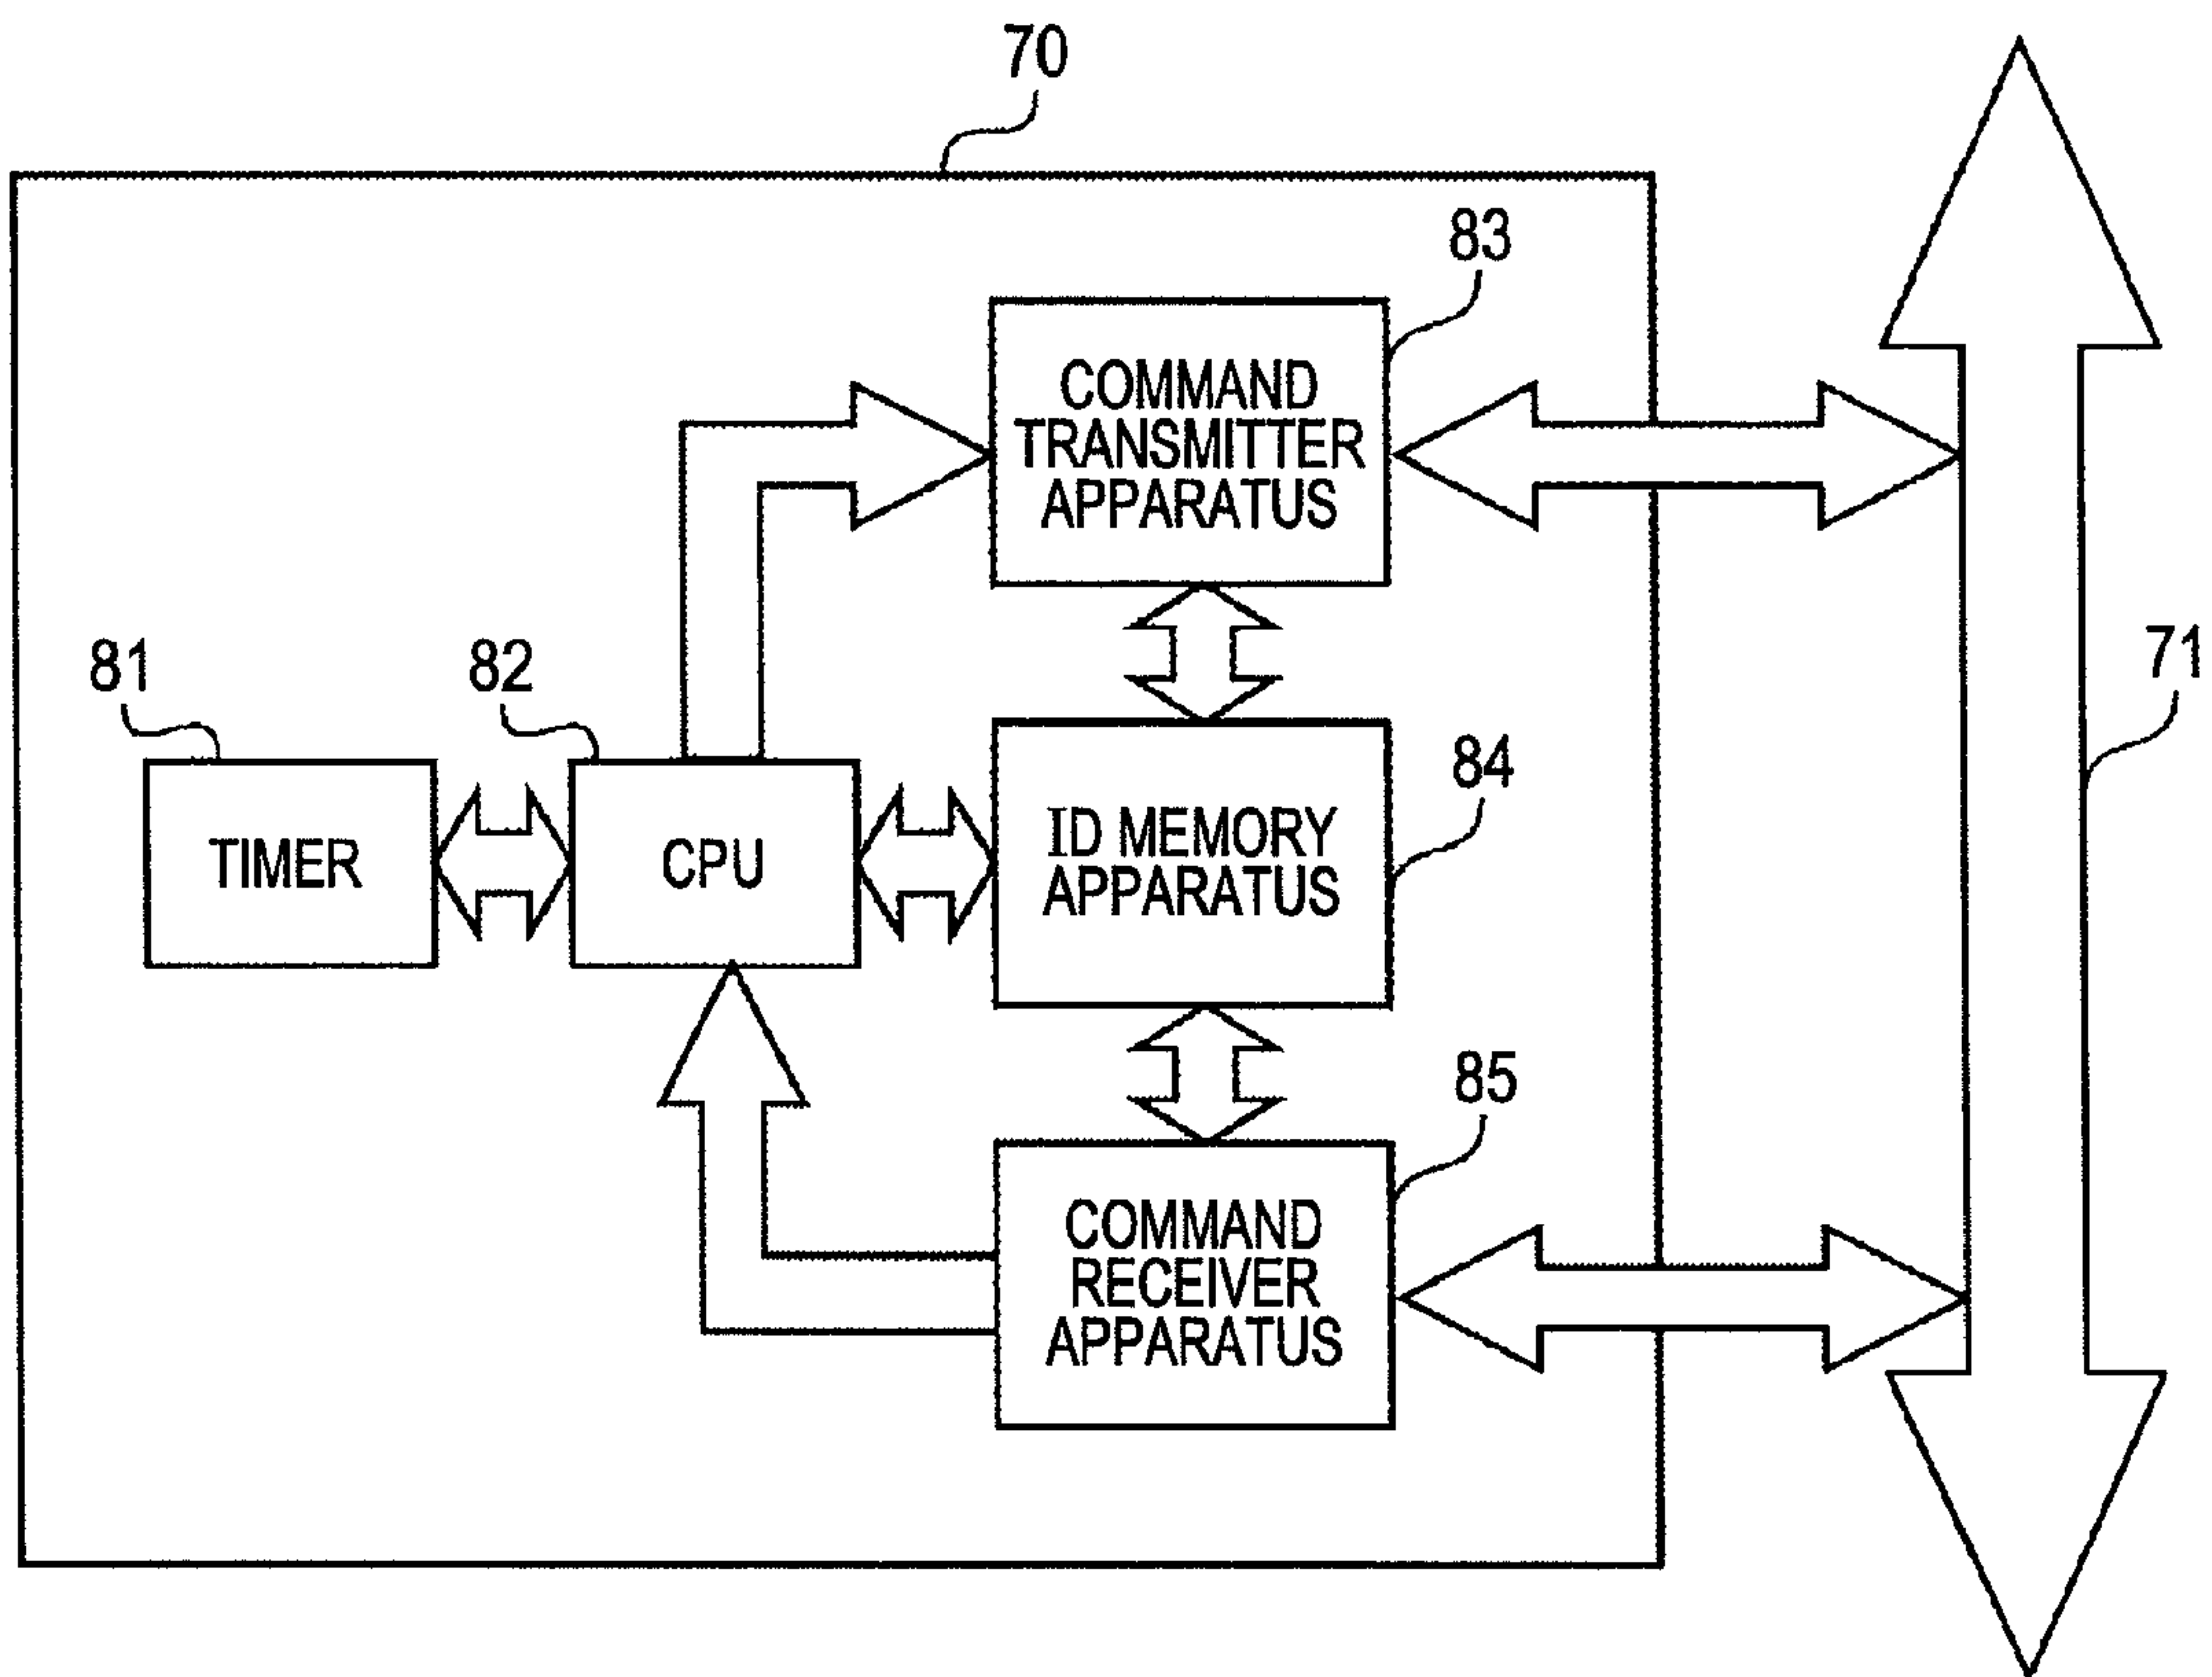 70
83
COMMAND
TRANSMITTER
APPARATUS
81
82
71
84
TIMER
CPU
ID MEMORY
APPARATUS
85
COMMAND
RECEIVER
APPARATUS